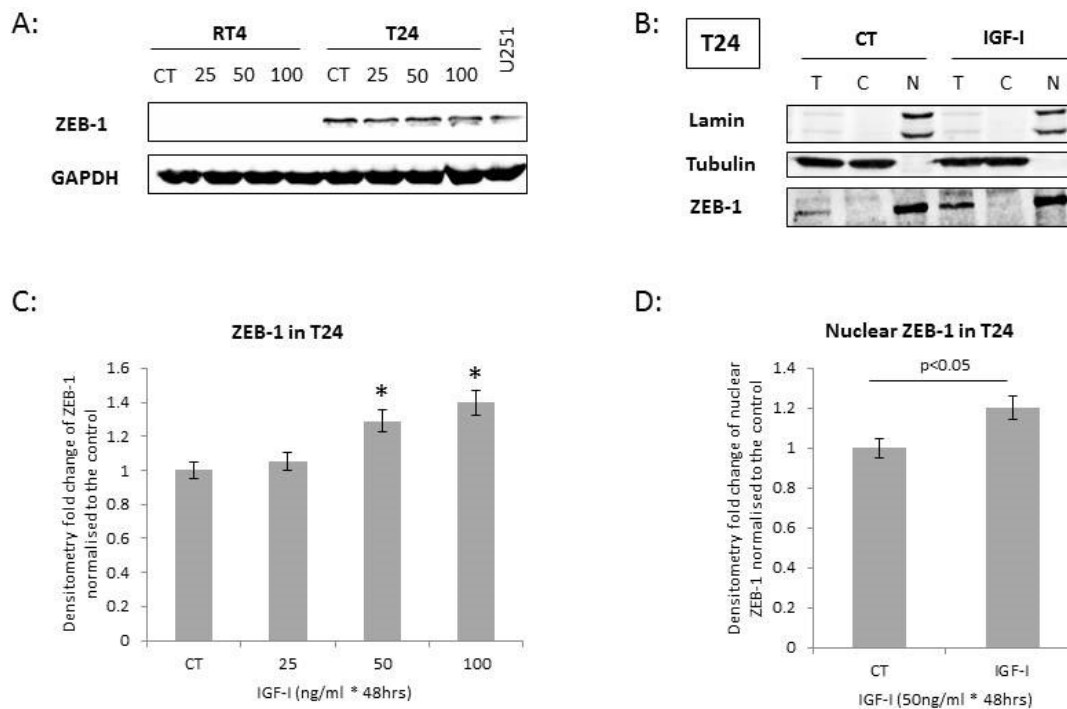 A:
RT4 T24 U251
CT 25 50 100 CT 25 50 100
ZEB-1
GAPDH
B:
T24 CT IGF-I
T C N T C N
Lamin
Tubulin
ZEB-1
C:
ZEB-1 in T24
Densitometry fold change of ZEB-1
normalised to the control
1.6
1.4
1.2
1
0.8
0.6
0.4
0.2
0
* *
CT 25 50 100
IGF-I (ng/ml * 48hrs)
D:
Nuclear ZEB-1 in T24
Densitometry fold change of nuclear
ZEB-1 normalised to the control
1.4
1.2
1
0.8
0.6
0.4
0.2
0
p<0.05
CT IGF-I
IGF-I (50ng/ml * 48hrs)